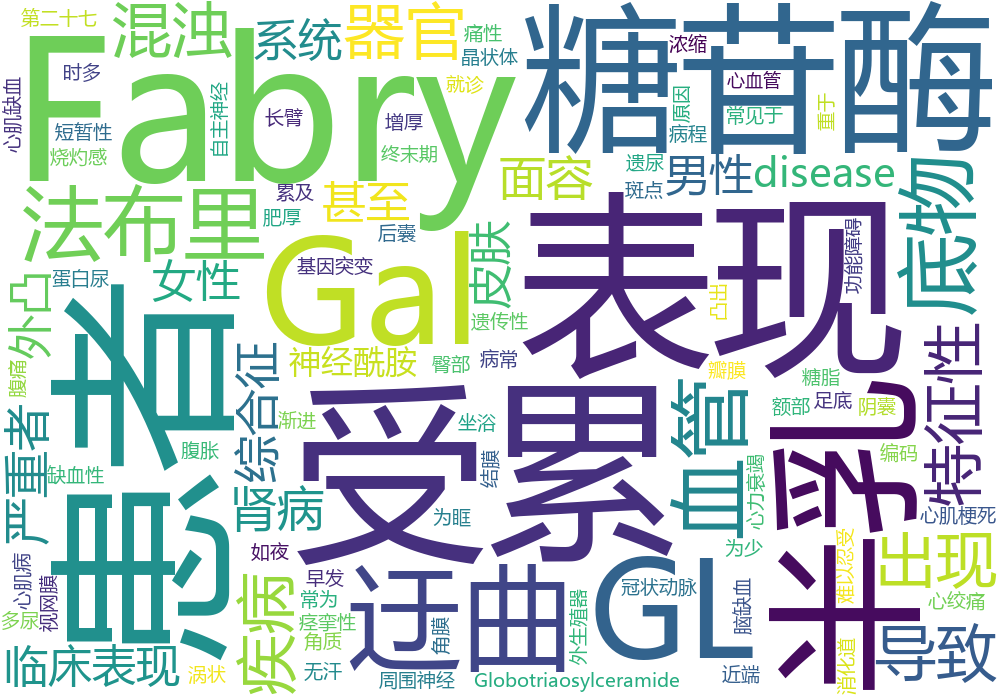 第二十七
混浊
系统
器官
痛性
晶状体
浓缩
糖苷酶
心肌缺血
时多
Fabry
自主神经
长臂
就诊
增厚
心血管
原因
重于
短暂性
烧灼感
终末期
病程
常见于
法布里
累及
甚至
面容
遗尿
男性
disease
斑点
底物
肥厚
后囊
表现
蛋白尿
女性
基因突变
Gal
皮肤
功能障碍
外凸
患者
遗传性
凸出
腹痛
神经酰胺
臀部
病常
瓣膜
糖脂
特征性
严重者
综合征
渐进
受累
坐浴
血管
额部
足底
阴囊
半乳
腹胀
编码
缺血性
肾病
结膜
心力衰竭
为眶
心肌梗死
如夜
为少
出现
心肌病
视网膜
疾病
早发
迂曲
GL
冠状动脉
脑缺血
难以忍受
常为
心绞痛
多尿
痉挛性
角膜
外生殖器
导致
临床表现
角质
涡状
无汗
周围神经
Globotriaosylceramide
近端
消化道